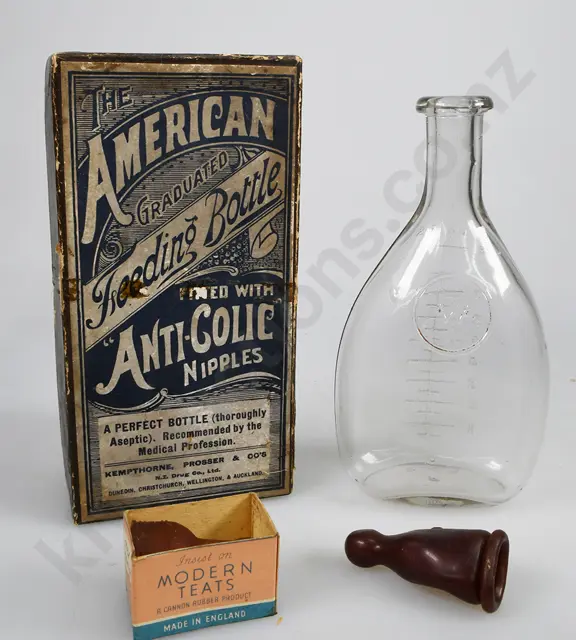 THE
AMERICAN
GRADUATED
Feeding Bottle
FITTED WITH
"ANTI-COLIC"
NIPPLES
A PERFECT BOTTLE (thoroughly
Aseptic). Recommended by the
Medical Profession.
KEMPTHORNE, PROSSER & CO'S
N.Z. Drug Co., Ltd.
DUNEDIN, CHRISTCHURCH, WELLINGTON, & AUCKLAND.
Insist on
MODERN
TEATS
A CANNON RUBBER PRODUCT
MADE IN ENGLAND